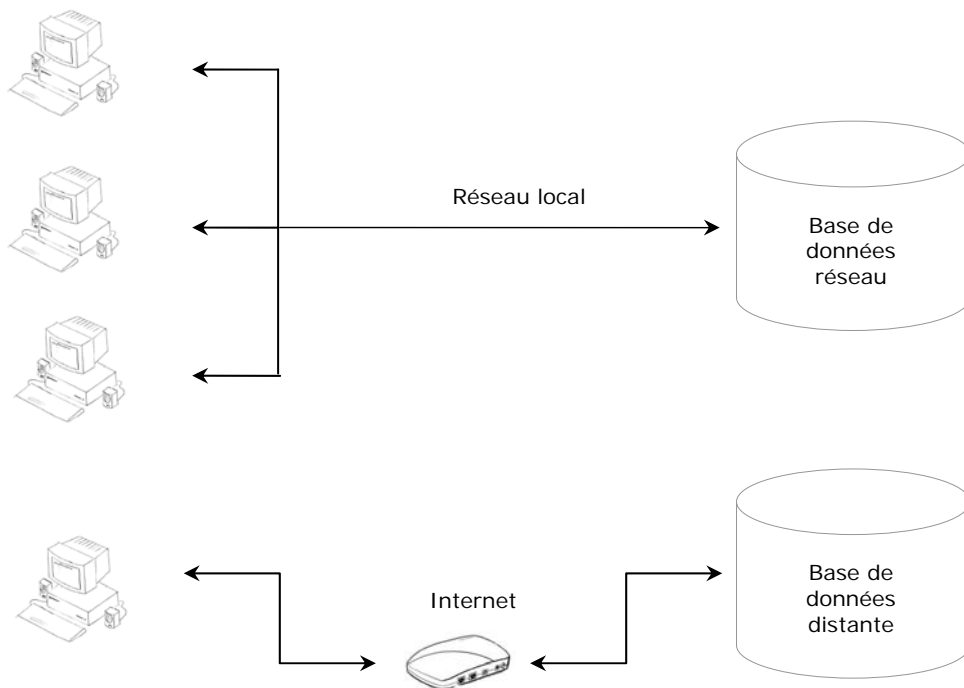 Réseau local
Base de
données
réseau
Internet
Base de
données
distante